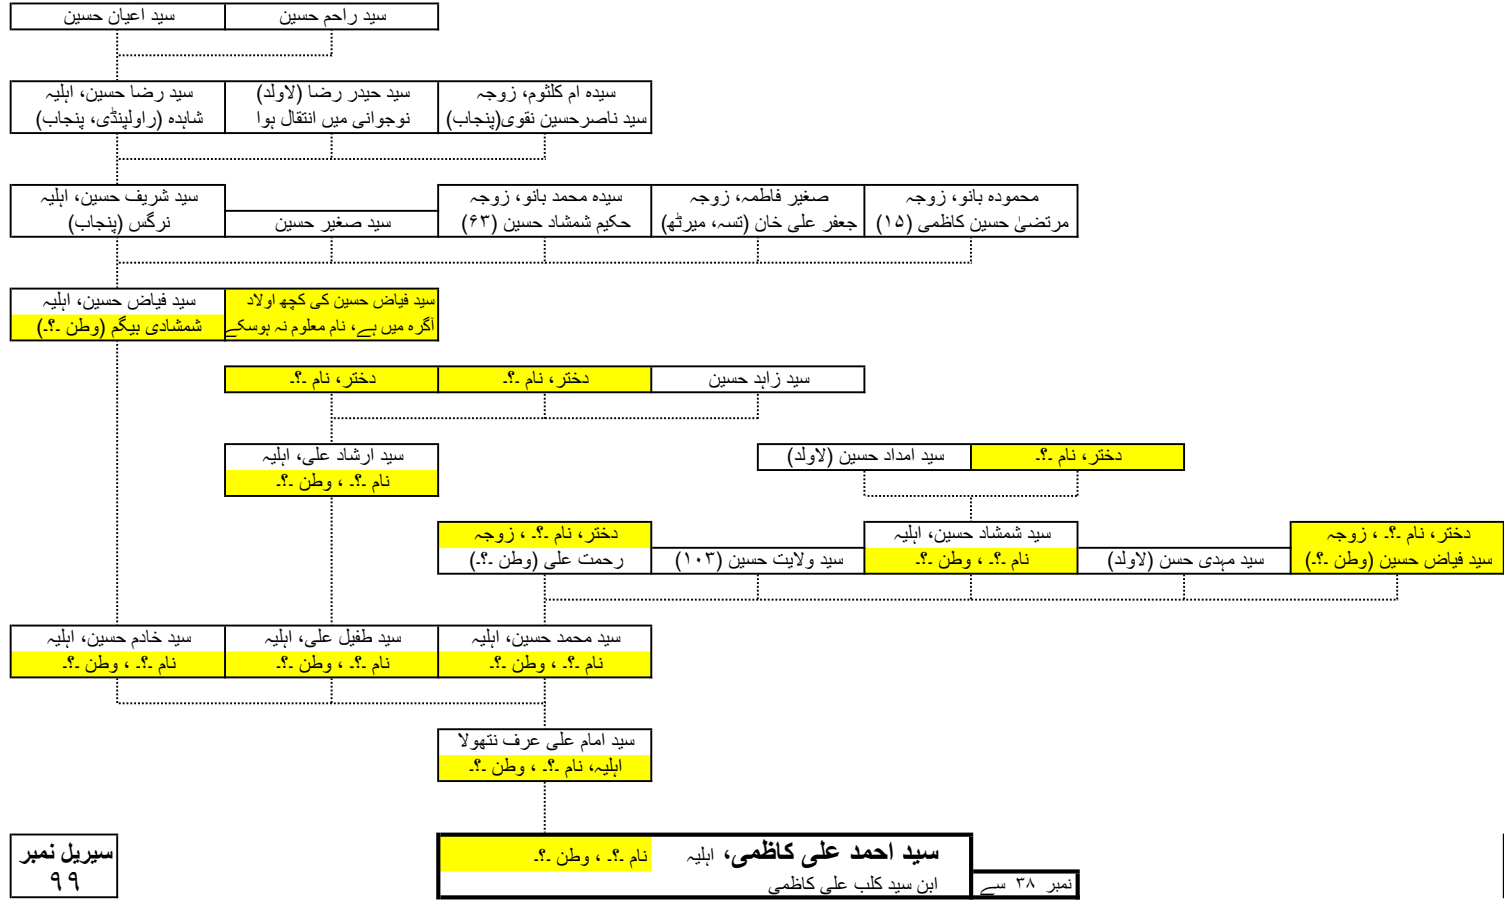 سید راحم حسین
سید اعیان حسین
سیدہ ام کلثوم، زوجہ
سید ناصرحسین نقوی(پنجاب)
سید حیدر رضا (لاولد)
نوجوانی میں انتقال ہوا
سید رضا حسین، اہلیہ
شاہدہ (راولپنڈی، پنجاب)
محمودہ بانو، زوجہ
مرتضیٰ حسین کاظمی (۱۵)
صغیر فاطمہ، زوجہ
جعفر علی خان (تسہ، میرٹھ)
سیدہ محمد بانو، زوجہ
حکیم شمشاد حسین (۶۳)
سید صغیر حسین
سید شریف حسین، اہلیہ
نرگس (پنجاب)
سید فیاض حسین کی کچھ اولاد
آگرہ میں ہے، نام معلوم نہ ہوسکے
سید فیاض حسین، اہلیہ
شمشادی بیگم (وطن ۔؟۔)
سید زاہد حسین
دختر، نام ۔؟۔
دختر، نام ۔؟۔
دختر، نام ۔؟۔
سید امداد حسین (لاولد)
سید ارشاد علی، اہلیہ
نام ۔؟۔ ، وطن ۔؟۔
دختر، نام ۔؟۔ ، زوجہ
سید فیاض حسین (وطن ۔؟۔)
سید مہدی حسن (لاولد)
سید شمشاد حسین، اہلیہ
نام ۔؟۔ ، وطن ۔؟۔
سید ولایت حسین (۱۰۳)
دختر، نام ۔؟۔ ، زوجہ
رحمت علی (وطن ۔؟۔)
سید محمد حسین، اہلیہ
نام ۔؟۔ ، وطن ۔؟۔
سید طفیل علی، اہلیہ
نام ۔؟۔ ، وطن ۔؟۔
سید خادم حسین، اہلیہ
نام ۔؟۔ ، وطن ۔؟۔
سید امام علی عرف نتھولا
اہلیہ، نام ۔؟۔ ، وطن ۔؟۔
نمبر ۳۸ سے
سید احمد علی کاظمی، اہلیہ نام ۔؟۔ ، وطن ۔؟۔
ابن سید کلب علی کاظمی
سیریل نمبر
۹۹